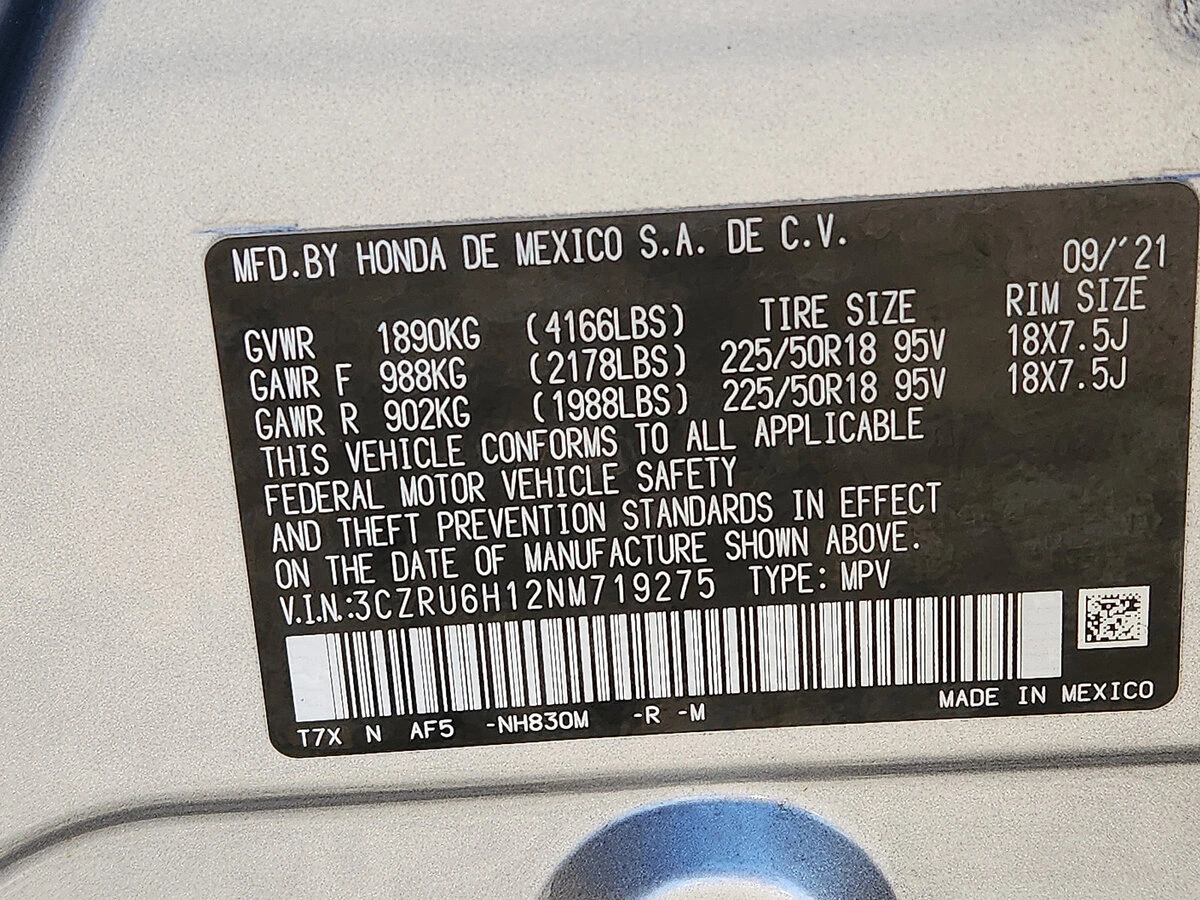 MFD.BY HONDA DE MEXICO S.A. DE C.V.
09/'21
TIRE SIZE RIM SIZE
GVWR 1890KG (4166LBS)
GAWR F 988KG (2178LBS) 225/50R18 95V 18X7.5J
GAWR R 902KG (1988LBS) 225/50R18 95V 18X7.5J
THIS VEHICLE CONFORMS TO ALL APPLICABLE
FEDERAL MOTOR VEHICLE SAFETY
AND THEFT PREVENTION STANDARDS IN EFFECT
ON THE DATE OF MANUFACTURE SHOWN ABOVE.
V.I.N.:3CZRU6H12NM719275 TYPE: MPV
T7X N AF5 -NH830M -R -M MADE IN MEXICO